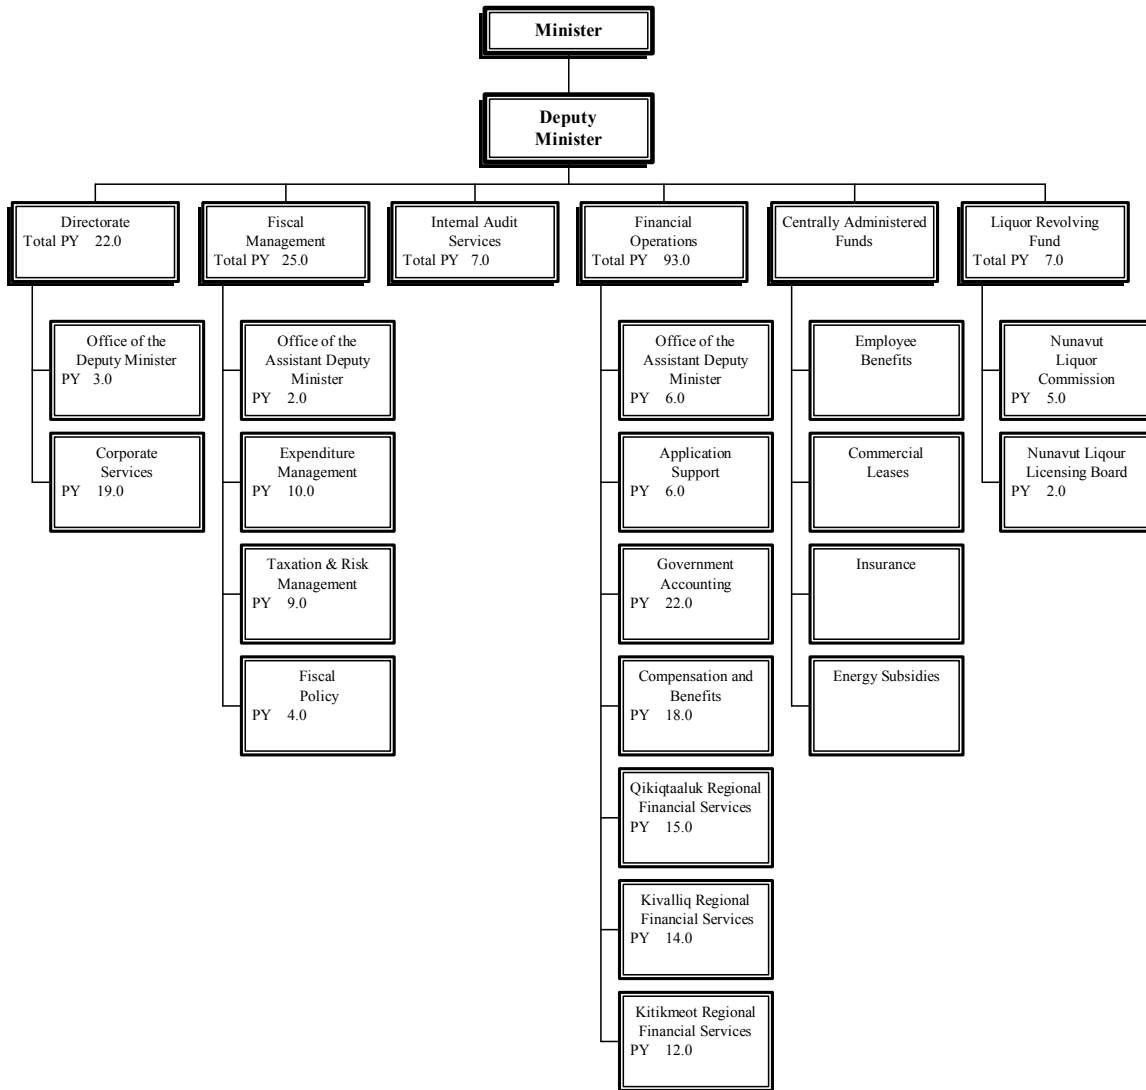 Minister
Deputy
Minister
Directorate
Total PY 22.0
Fiscal
Management
Total PY 25.0
Internal Audit
Services
Total PY 7.0
Financial
Operations
Total PY 93.0
Centrally Administered
Funds
Liquor Revolving
Fund
Total PY 7.0
Office of the
Deputy Minister
PY 3.0
Corporate
Services
PY 19.0
Office of the
Assistant Deputy
Minister
PY 2.0
Expenditure
Management
PY 10.0
Taxation & Risk
Management
PY 9.0
Fiscal
Policy
PY 4.0
Office of the
Assistant Deputy
Minister
PY 6.0
Application
Support
PY 6.0
Government
Accounting
PY 22.0
Compensation and
Benefits
PY 18.0
Qikiqtaaluk Regional
Financial Services
PY 15.0
Kivalliq Regional
Financial Services
PY 14.0
Kitikmeot Regional
Financial Services
PY 12.0
Employee
Benefits
Commercial
Leases
Insurance
Energy Subsidies
Nunavut
Liquor
Commission
PY 5.0
Nunavut Liqour
Licensing Board
PY 2.0